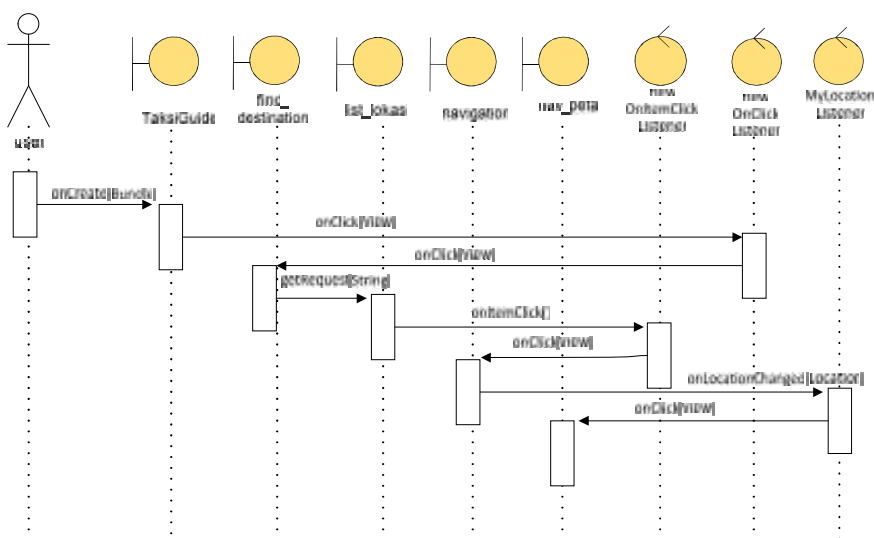 user
TaksiGuide
find_
destination
list_lokasi
navigation
nav_peta
new
OnItemClick
Listener
new
OnClick
Listener
MyLocation
Listener
onCreate(Bundle)
onClick(View)
onClick(View)
getRequest(String)
onItemClick()
onClick(View)
onLocationChanged(Location)
onClick(View)